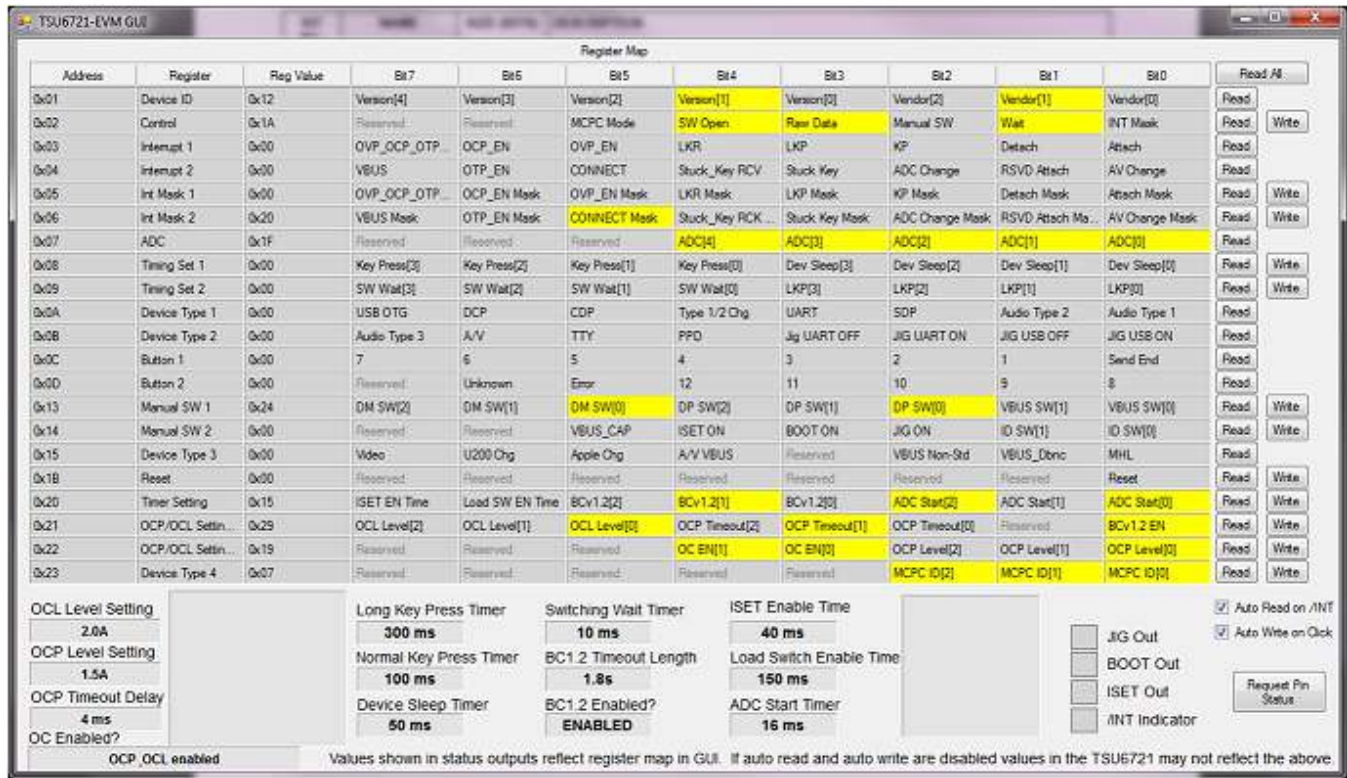 TSU6721-EVM GUI
Register Map
Address Register Reg Value Bit7 Bit6 Bit5 Bit4 Bit3 Bit2 Bit1 Bit0 Read All
0x01 Device ID 0x12 Version[4] Version[3] Version[2] Version[1] Version[0] Vendor[2] Vendor[1] Vendor[0] Read
0x02 Control 0x1A Reserved Reserved MCPC Mode SW Open Raw Data Manual SW Wait INT Mask Read Write
0x03 Interrupt 1 0x00 OVP_OCP_OTP... OCP_EN OVP_EN LKR LKP KP Detach Attach Read
0x04 Interrupt 2 0x00 VBUS OTP_EN CONNECT Stuck_Key RCV Stuck Key ADC Change RSVD Attach AV Change Read
0x05 Int Mask 1 0x00 OVP_OCP_OTP... OCP_EN Mask OVP_EN Mask LKR Mask LKP Mask KP Mask Detach Mask Attach Mask Read Write
0x06 Int Mask 2 0x20 VBUS Mask OTP_EN Mask CONNECT Mask Stuck_Key RCK ... Stuck Key Mask ADC Change Mask RSVD Attach Ma... AV Change Mask Read Write
0x07 ADC 0x1F Reserved Reserved Reserved ADC[4] ADC[3] ADC[2] ADC[1] ADC[0] Read
0x08 Timing Set 1 0x00 Key Press[3] Key Press[2] Key Press[1] Key Press[0] Dev Sleep[3] Dev Sleep[2] Dev Sleep[1] Dev Sleep[0] Read Write
0x09 Timing Set 2 0x00 SW Wait[3] SW Wait[2] SW Wait[1] SW Wait[0] LKP[3] LKP[2] LKP[1] LKP[0] Read Write
0x0A Device Type 1 0x00 USB OTG DCP CDP Type 1/2 Chg UART SDP Audio Type 2 Audio Type 1 Read
0x0B Device Type 2 0x00 Audio Type 3 A/V TTY PPD Jig UART OFF JIG UART ON JIG USB OFF JIG USB ON Read
0x0C Button 1 0x00 7 6 5 4 3 2 1 Send End Read
0x0D Button 2 0x00 Reserved Unknown Error 12 11 10 9 8 Read
0x13 Manual SW 1 0x24 DM SW[2] DM SW[1] DM SW[0] DP SW[2] DP SW[1] DP SW[0] VBUS SW[1] VBUS SW[0] Read Write
0x14 Manual SW 2 0x00 Reserved Reserved VBUS_CAP ISET ON BOOT ON JIG ON ID SW[1] ID SW[0] Read Write
0x15 Device Type 3 0x00 Video U200 Chg Apple Chg A/V VBUS Reserved VBUS Non-Std VBUS_Dbnc MHL Read
0x1B Reset 0x00 Reserved Reserved Reserved Reserved Reserved Reserved Reserved Reset Read Write
0x20 Timer Setting 0x15 ISET EN Time Load SW EN Time BCv1.2[2] BCv1.2[1] BCv1.2[0] ADC Start[2] ADC Start[1] ADC Start[0] Read Write
0x21 OCP/OCL Settin... 0x29 OCL Level[2] OCL Level[1] OCL Level[0] OCP Timeout[2] OCP Timeout[1] OCP Timeout[0] Reserved BCv1.2 EN Read Write
0x22 OCP/OCL Settin... 0x19 Reserved Reserved Reserved OC EN[1] OC EN[0] OCP Level[2] OCP Level[1] OCP Level[0] Read Write
0x23 Device Type 4 0x07 Reserved Reserved Reserved Reserved Reserved MCPC ID[2] MCPC ID[1] MCPC ID[0] Read Write
OCL Level Setting Long Key Press Timer Switching Wait Timer ISET Enable Time Auto Read on /INT
2.0A 300 ms 10 ms 40 ms JIG Out Auto Write on Click
OCP Level Setting Normal Key Press Timer BC1.2 Timeout Length Load Switch Enable Time BOOT Out
1.5A 100 ms 1.8s 150 ms
OCP Timeout Delay Device Sleep Timer BC1.2 Enabled? ADC Start Timer ISET Out Request Pin Status
4 ms 50 ms ENABLED 16 ms /INT Indicator
OC Enabled?
OCP_OCL enabled Values shown in status outputs reflect register map in GUI. If auto read and auto write are disabled values in the TSU6721 may not reflect the above.